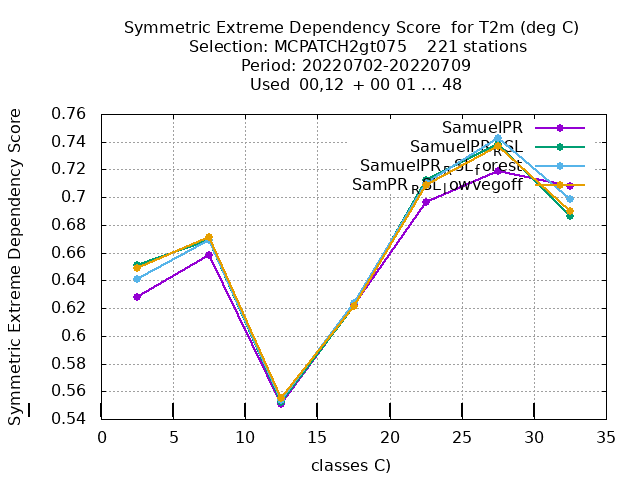 Symmetric Extreme Dependency Score  for T2m (deg C)
Selection: MCPATCH2gt075    221 stations
Period: 20220702-20220709
Used  00,12  + 00 01 ... 48
Symmetric Extreme Dependency Score
0.76
0.74
0.72
0.7
0.68
0.66
0.64
0.62
0.6
0.58
0.56
0.54
SamuelPR
SamuelPR_RSL
SamuelPR_RSL_forest
SamPR_RSL_lowvegoff
0 5 10 15 20 25 30 35
classes C)